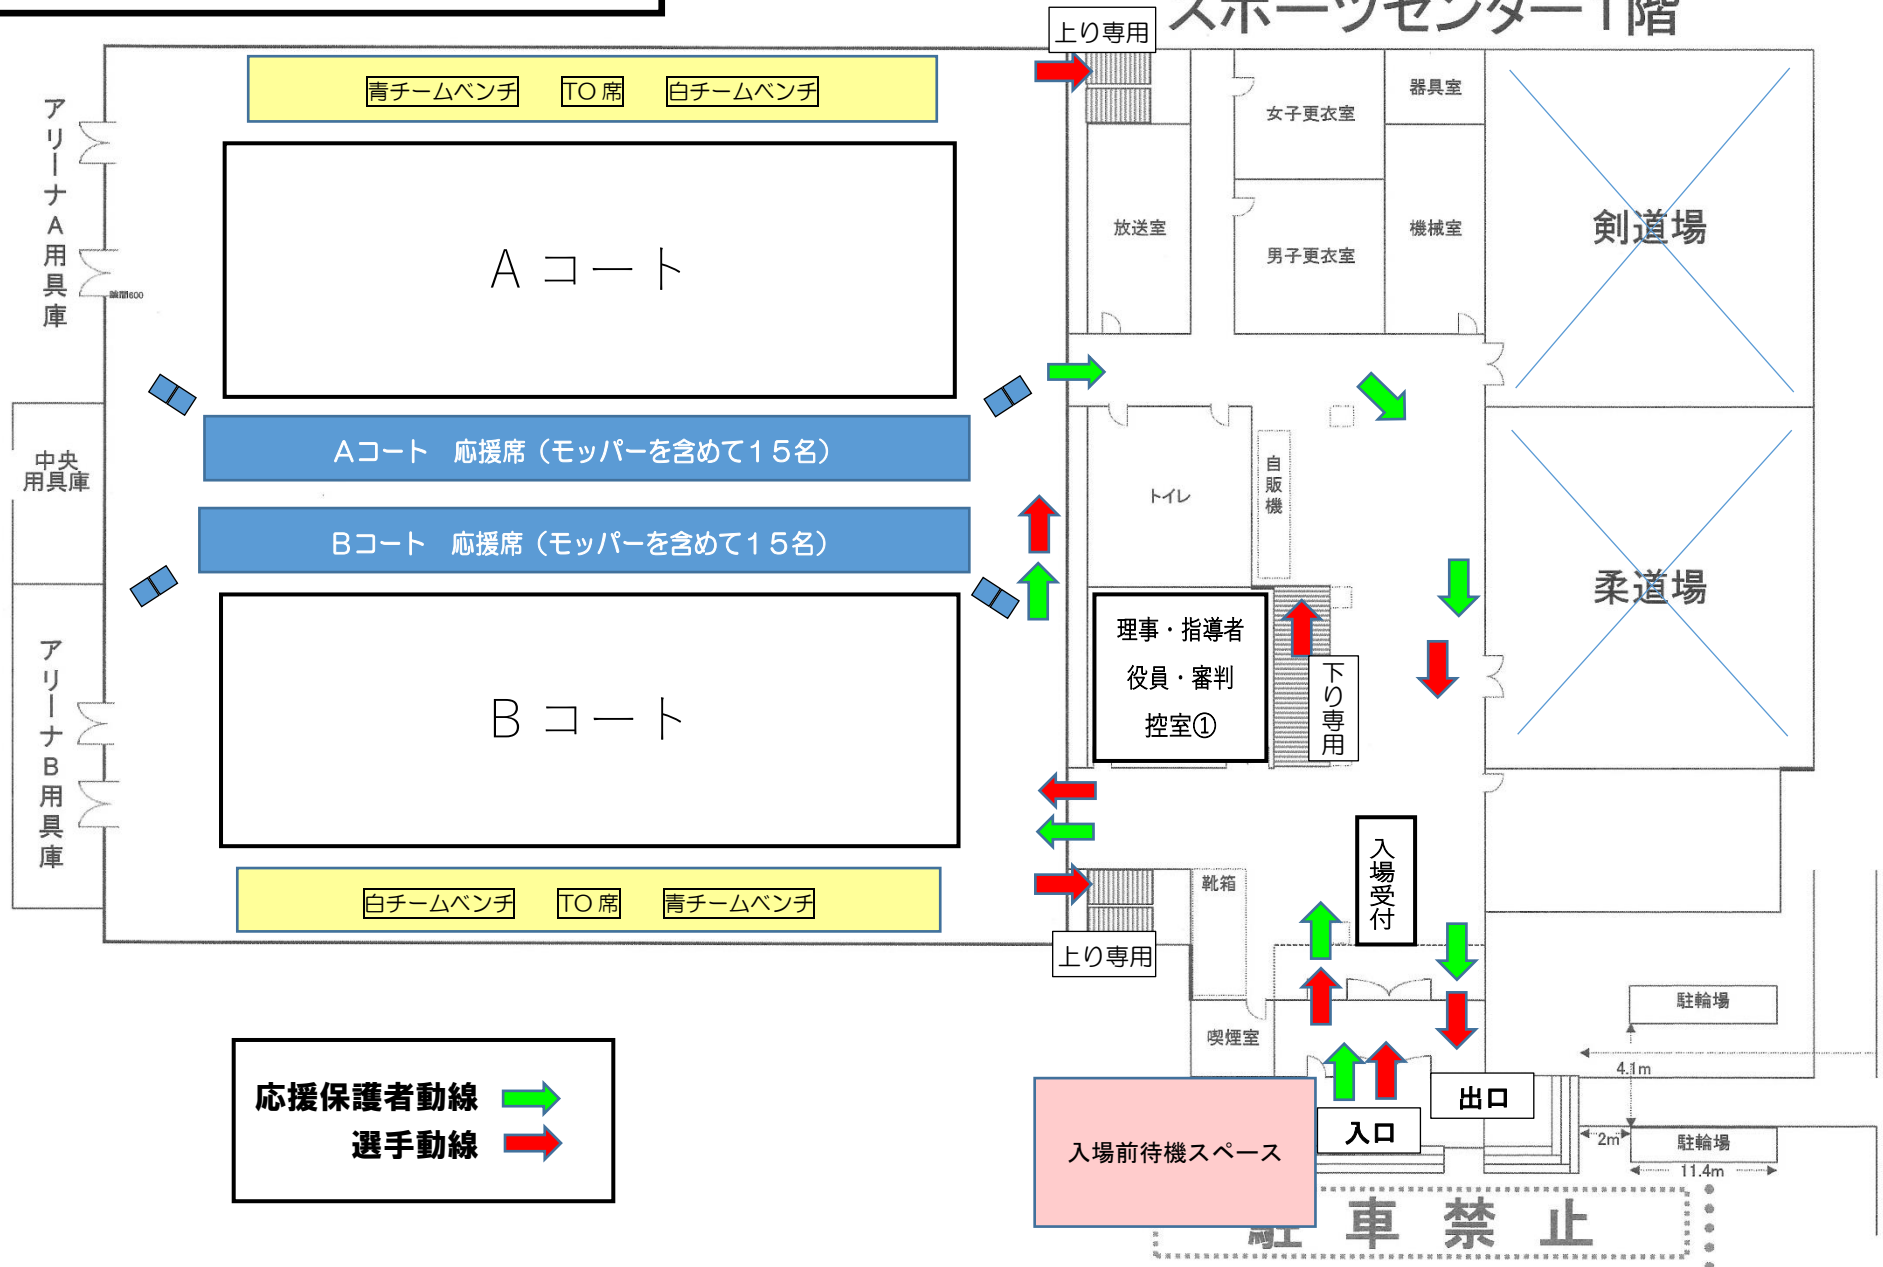 スポーツセンター1階
上り専用
青チームベンチ TO席 白チームベンチ
アリーナA用具庫
Aコート
隙間600
放送室
女子更衣室
男子更衣室
器具室
機械室
剣道場
中央
用具庫
Aコート 応援席（モッパーを含めて１５名）
Bコート 応援席（モッパーを含めて１５名）
トイレ
自販機
柔道場
アリーナB用具庫
Bコート
理事・指導者
役員・審判
控室①
下り専用
入場受付
白チームベンチ TO席 青チームベンチ
上り専用
靴箱
喫煙室
駐輪場
4.1m
2m
駐輪場
11.4m
出口
入口
応援保護者動線
選手動線
入場前待機スペース
駐車禁止